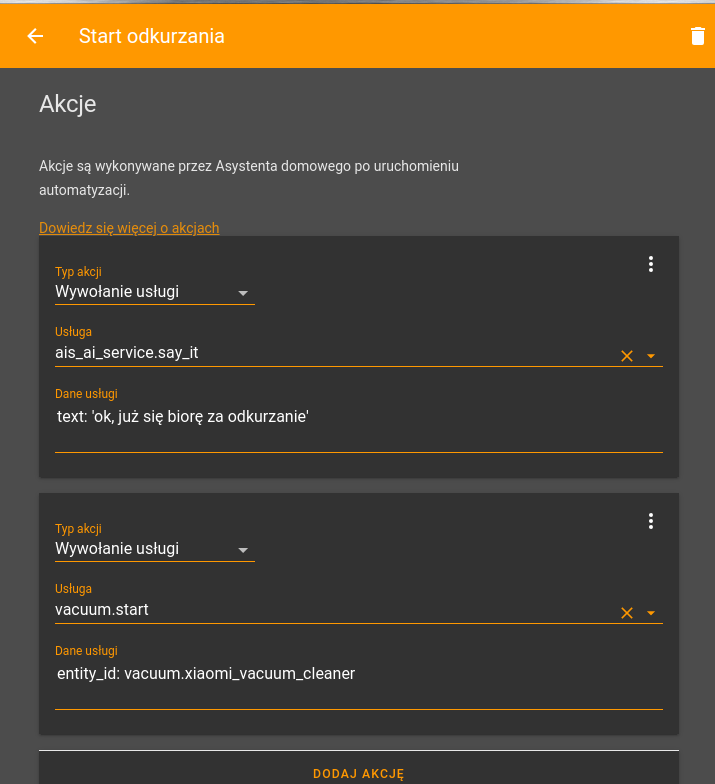 Start odkurzania
Akcje
Akcje są wykonywane przez Asystenta domowego po uruchomieniu
automatyzacji.
Dowiedz się więcej o akcjach
Typ akcji
Wywołanie usługi
Usługa
ais_ai_service.say_it
Dane usługi
text: 'ok, już się biorę za odkurzanie'
Typ akcji
Wywołanie usługi
Usługa
vacuum.start
Dane usługi
entity_id: vacuum.xiaomi_vacuum_cleaner
DODAJ AKCJĘ